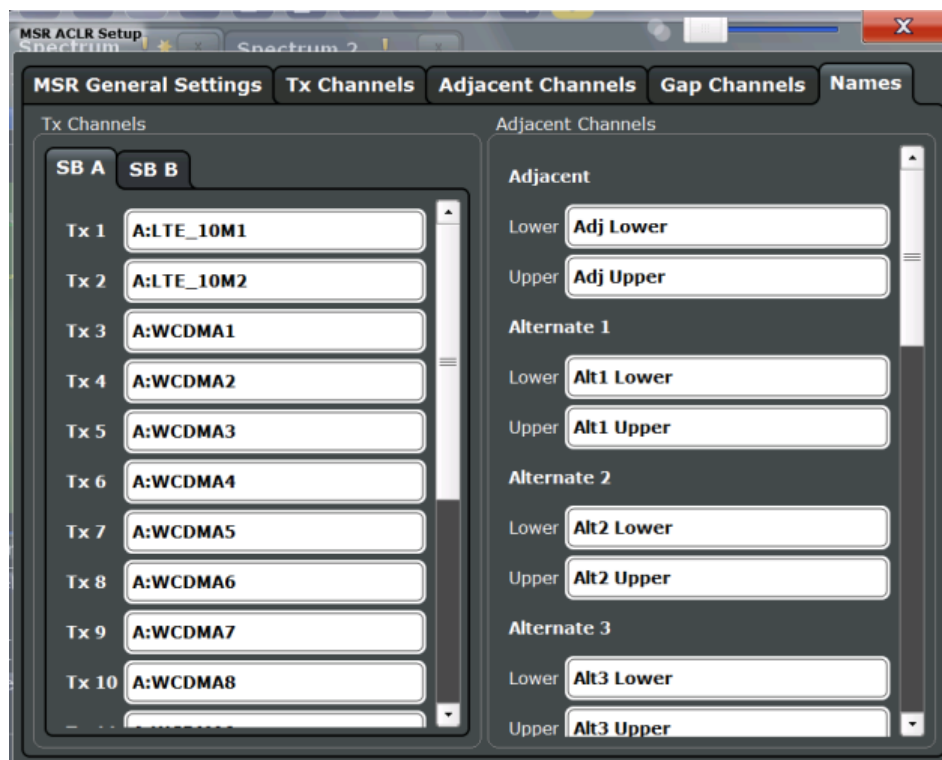 MSR ACLR Setup
Spectrum ! x Spectrum 2 ! x
x
MSR General Settings Tx Channels Adjacent Channels Gap Channels Names
Tx Channels
SB A SB B
Tx 1 A:LTE_10M1
Tx 2 A:LTE_10M2
Tx 3 A:WCDMA1
Tx 4 A:WCDMA2
Tx 5 A:WCDMA3
Tx 6 A:WCDMA4
Tx 7 A:WCDMA5
Tx 8 A:WCDMA6
Tx 9 A:WCDMA7
Tx 10 A:WCDMA8
Adjacent Channels
Adjacent
Lower Adj Lower
Upper Adj Upper
Alternate 1
Lower Alt1 Lower
Upper Alt1 Upper
Alternate 2
Lower Alt2 Lower
Upper Alt2 Upper
Alternate 3
Lower Alt3 Lower
Upper Alt3 Upper